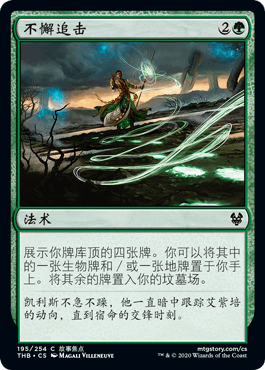 不懈追击 2
法术
展示你牌库顶的四张牌。你可以将其中
的一张生物牌和／或一张地牌置于你手
上。将其余的牌置入你的坟墓场。
凯利斯不急不躁，他一直暗中跟踪艾紫培
的动向，直到宿命的交锋时刻。
195/254 C 故事焦点
THB • CS MAGALI VILLENEUVE
mtgstory.com/cs
™ & © 2020 Wizards of the Coast